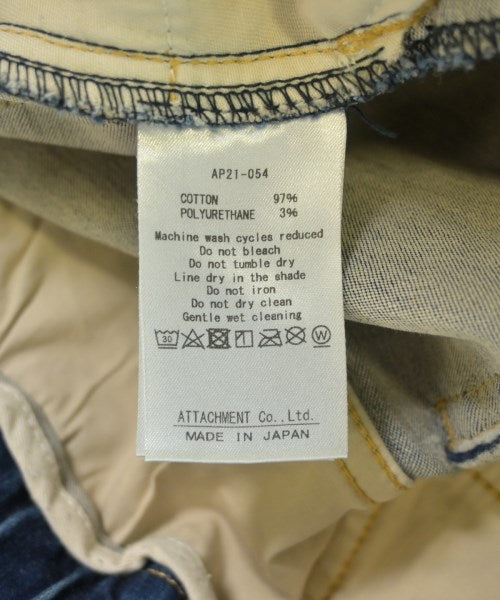 AP21-054
COTTON 97%
POLYURETHANE 3%
Machine wash cycles reduced
Do not bleach
Do not tumble dry
Line dry in the shade
Do not iron
Do not dry clean
Gentle wet cleaning
30 W
ATTACHMENT Co., Ltd.
MADE IN JAPAN